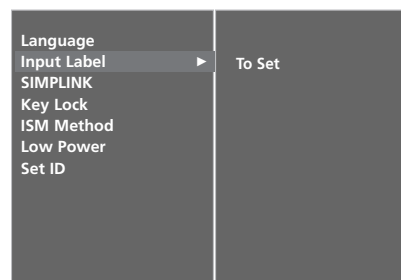 Language
Input Label ► To Set
SIMPLINK
Key Lock
ISM Method
Low Power
Set ID